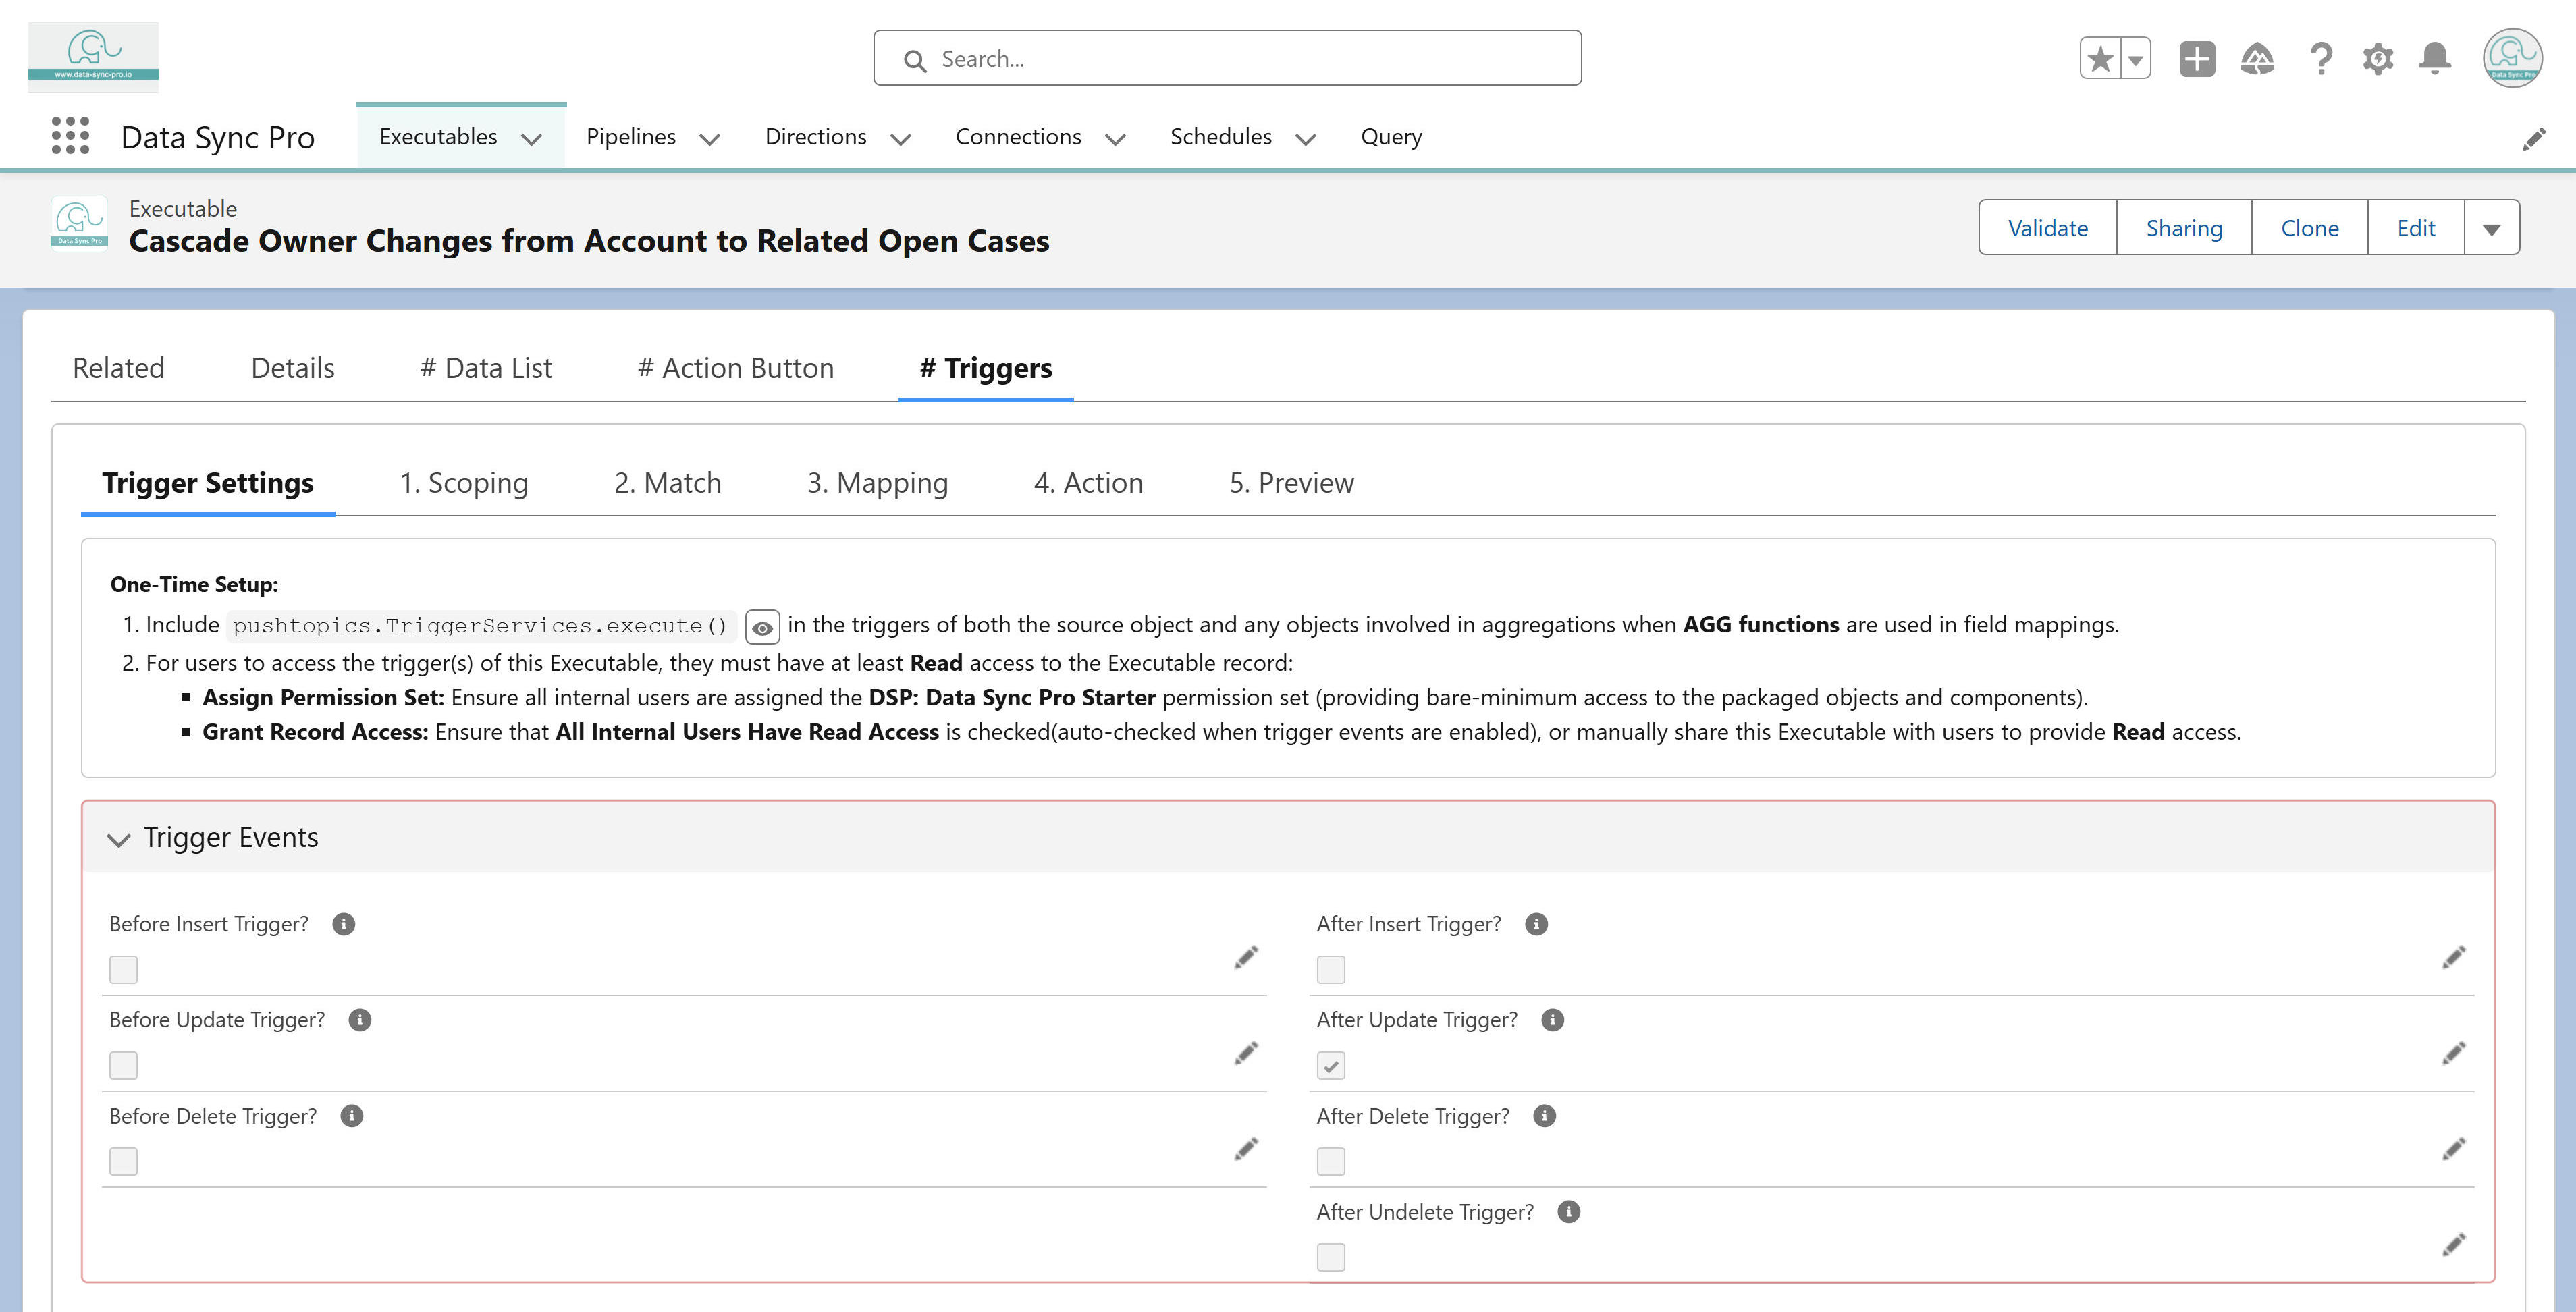 www.data-sync-pro.io
Search...
Data Sync Pro
Data Sync Pro
Executables
Pipelines
Directions
Connections
Schedules
Query
Data Sync Pro
Executable
Cascade Owner Changes from Account to Related Open Cases
Validate
Sharing
Clone
Edit
Related
Details
# Data List
# Action Button
# Triggers
Trigger Settings
1. Scoping
2. Match
3. Mapping
4. Action
5. Preview
One-Time Setup:
1. Include pushtopics.TriggerServices.execute() in the triggers of both the source object and any objects involved in aggregations when AGG functions are used in field mappings.
2. For users to access the trigger(s) of this Executable, they must have at least Read access to the Executable record:
▪ Assign Permission Set: Ensure all internal users are assigned the DSP: Data Sync Pro Starter permission set (providing bare-minimum access to the packaged objects and components).
▪ Grant Record Access: Ensure that All Internal Users Have Read Access is checked(auto-checked when trigger events are enabled), or manually share this Executable with users to provide Read access.
Trigger Events
Before Insert Trigger?
After Insert Trigger?
Before Update Trigger?
After Update Trigger?
Before Delete Trigger?
After Delete Trigger?
After Undelete Trigger?